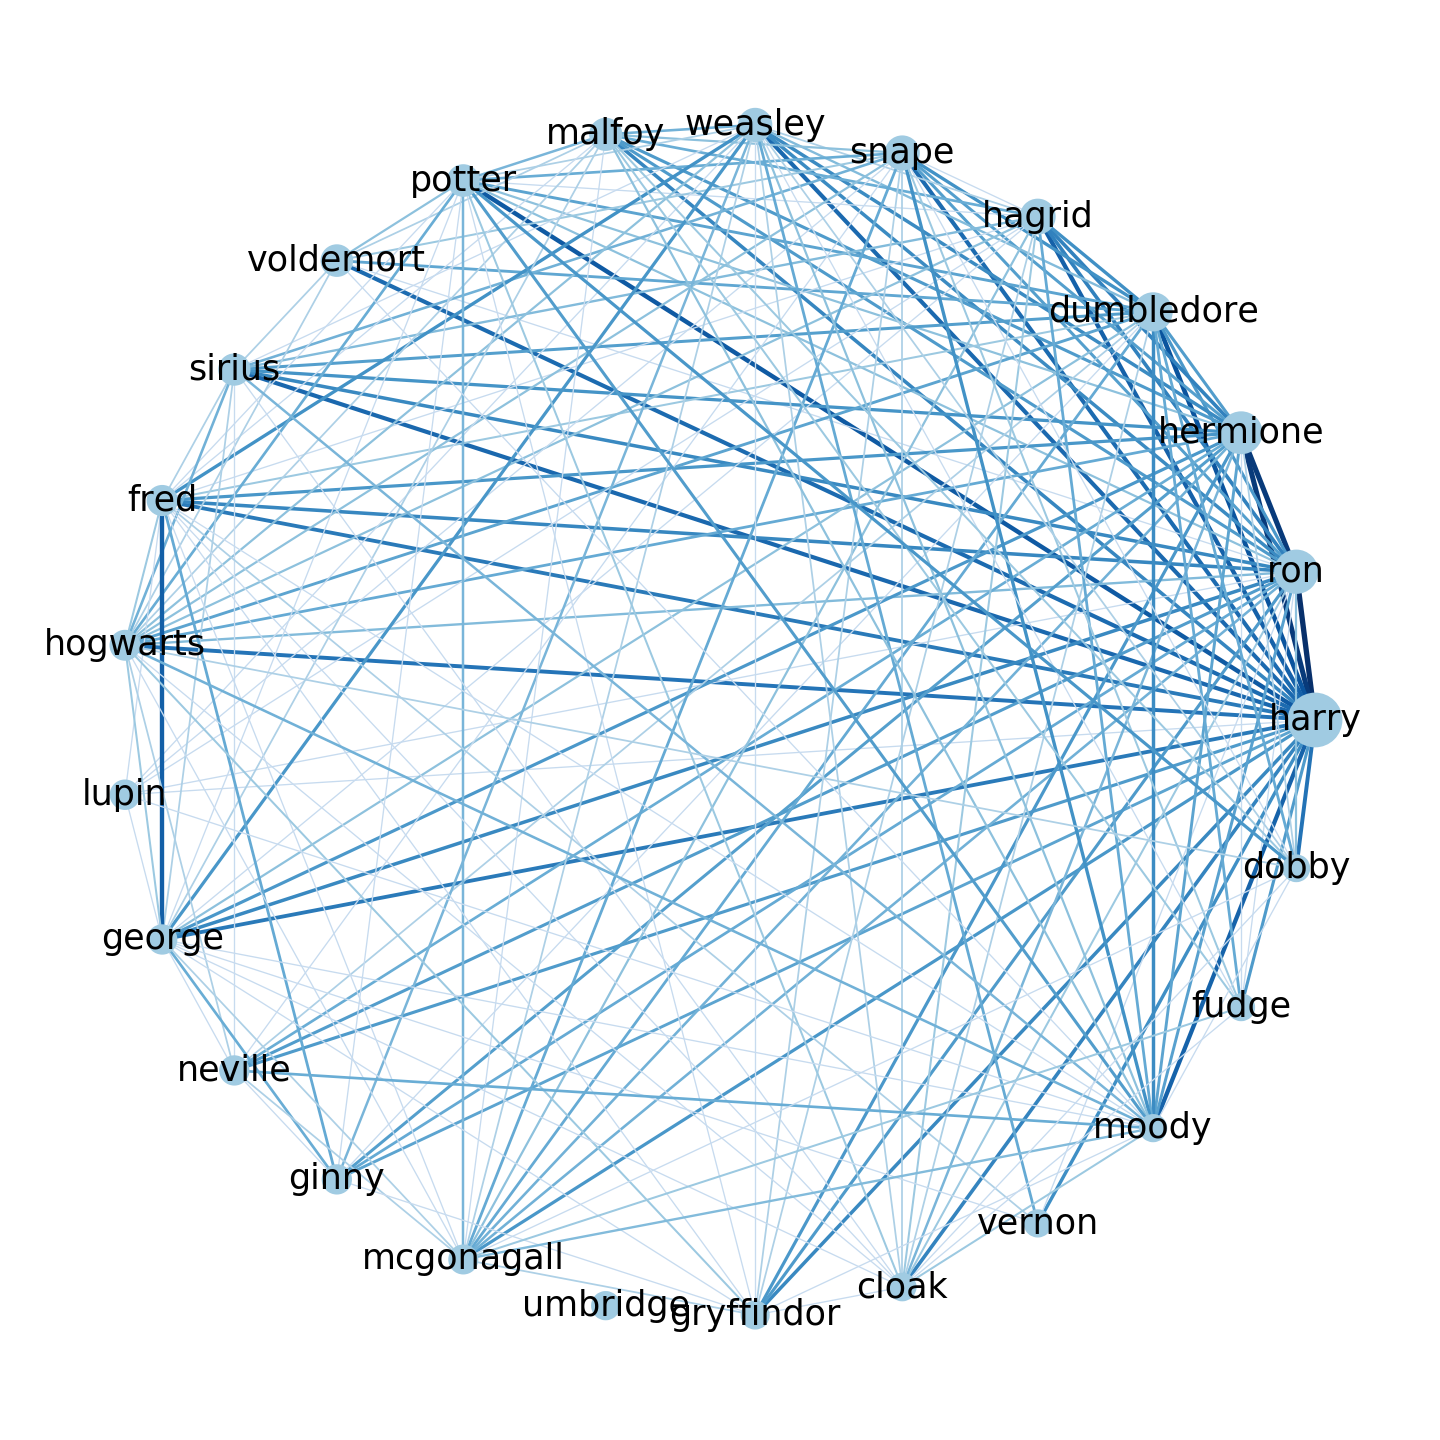 weasley
malfoy
snape
potter
hagrid
voldemort
dumbledore
sirius
hermione
fred
ron
hogwarts
harry
lupin
dobby
george
fudge
neville
moody
ginny
vernon
mcgonagall
cloak
umbridge
gryffindor